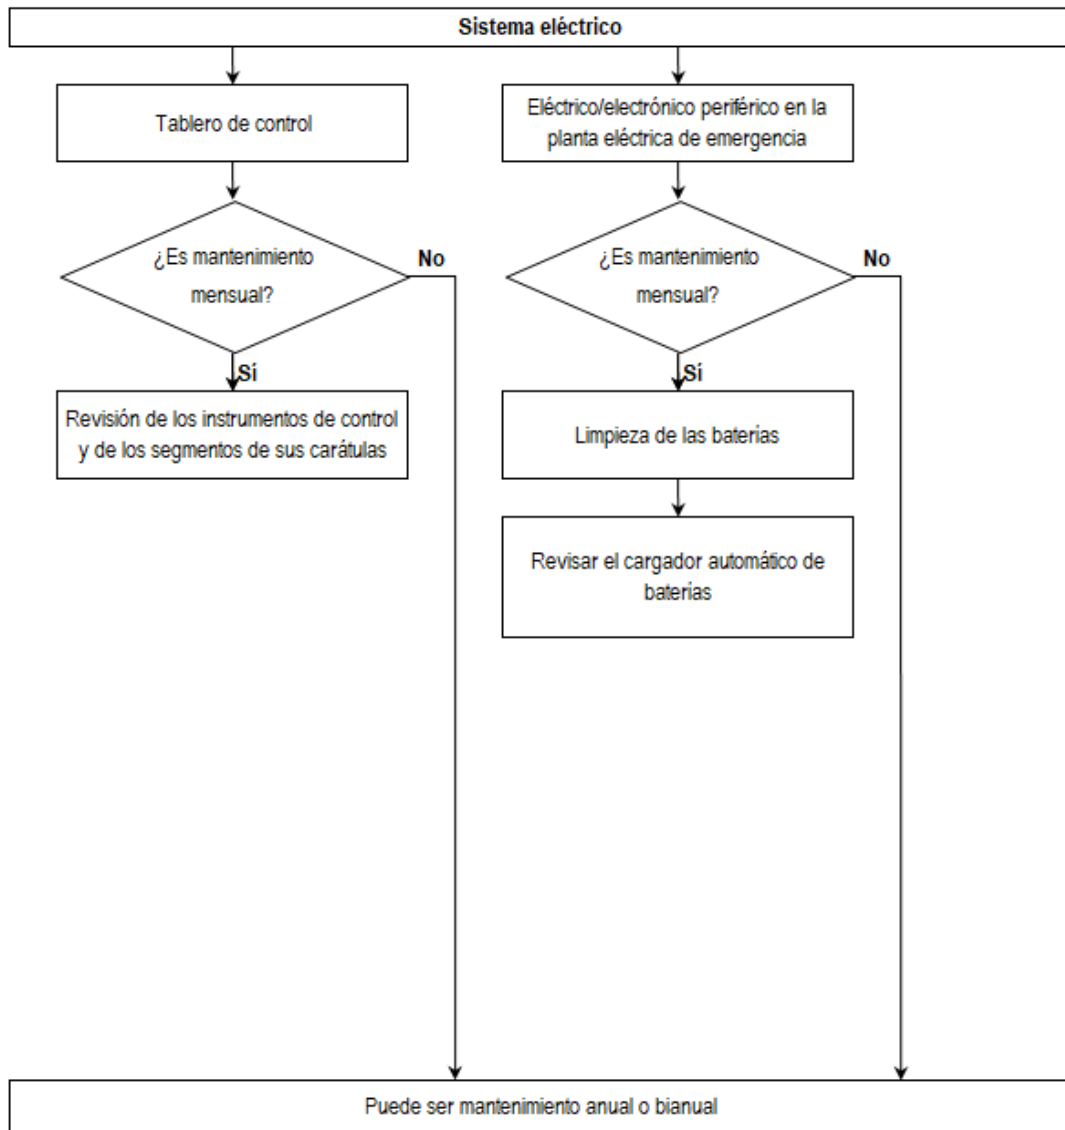 Sistema eléctrico
Tablero de control
Eléctrico/electrónico periférico en la
planta eléctrica de emergencia
¿Es mantenimiento
mensual?
No
¿Es mantenimiento
mensual?
No
Sí
Sí
Revisión de los instrumentos de control
y de los segmentos de sus carátulas
Limpieza de las baterías
Revisar el cargador automático de
baterías
Puede ser mantenimiento anual o bianual